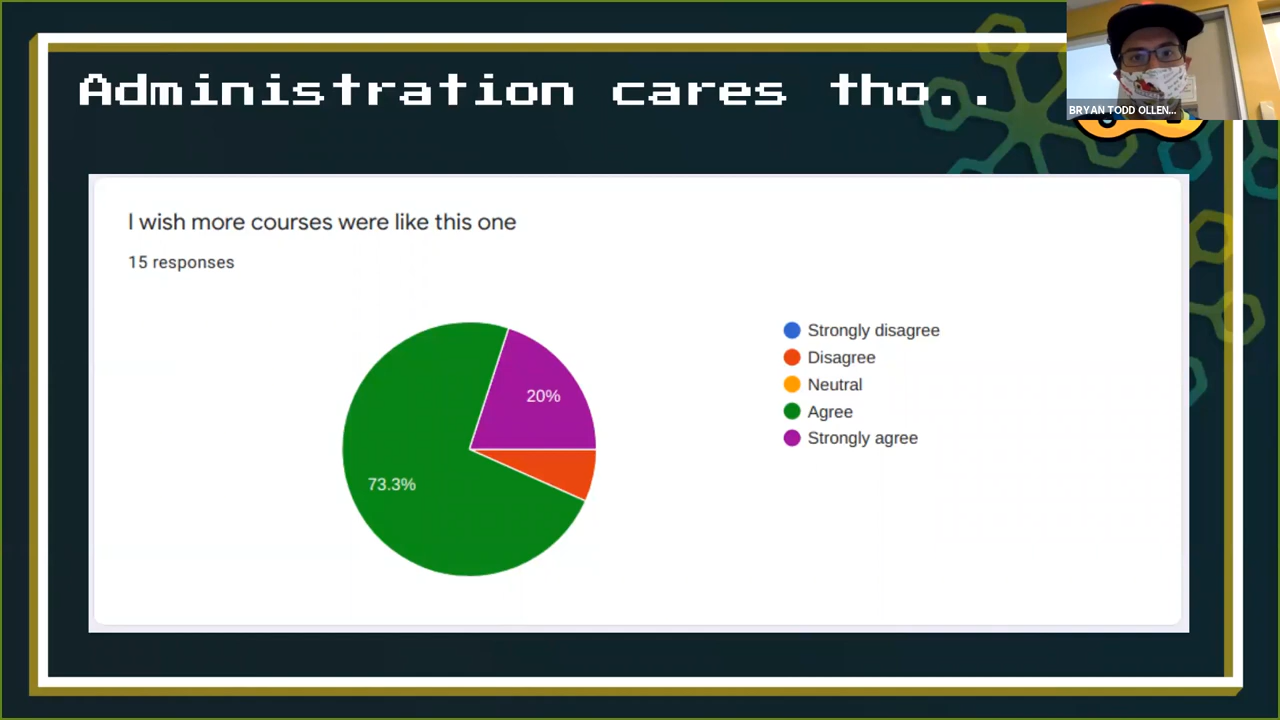 Administration cares tho..
BRYAN TODD OLLEN...
I wish more courses were like this one
15 responses
20%
73.3%
Strongly disagree
Disagree
Neutral
Agree
Strongly agree